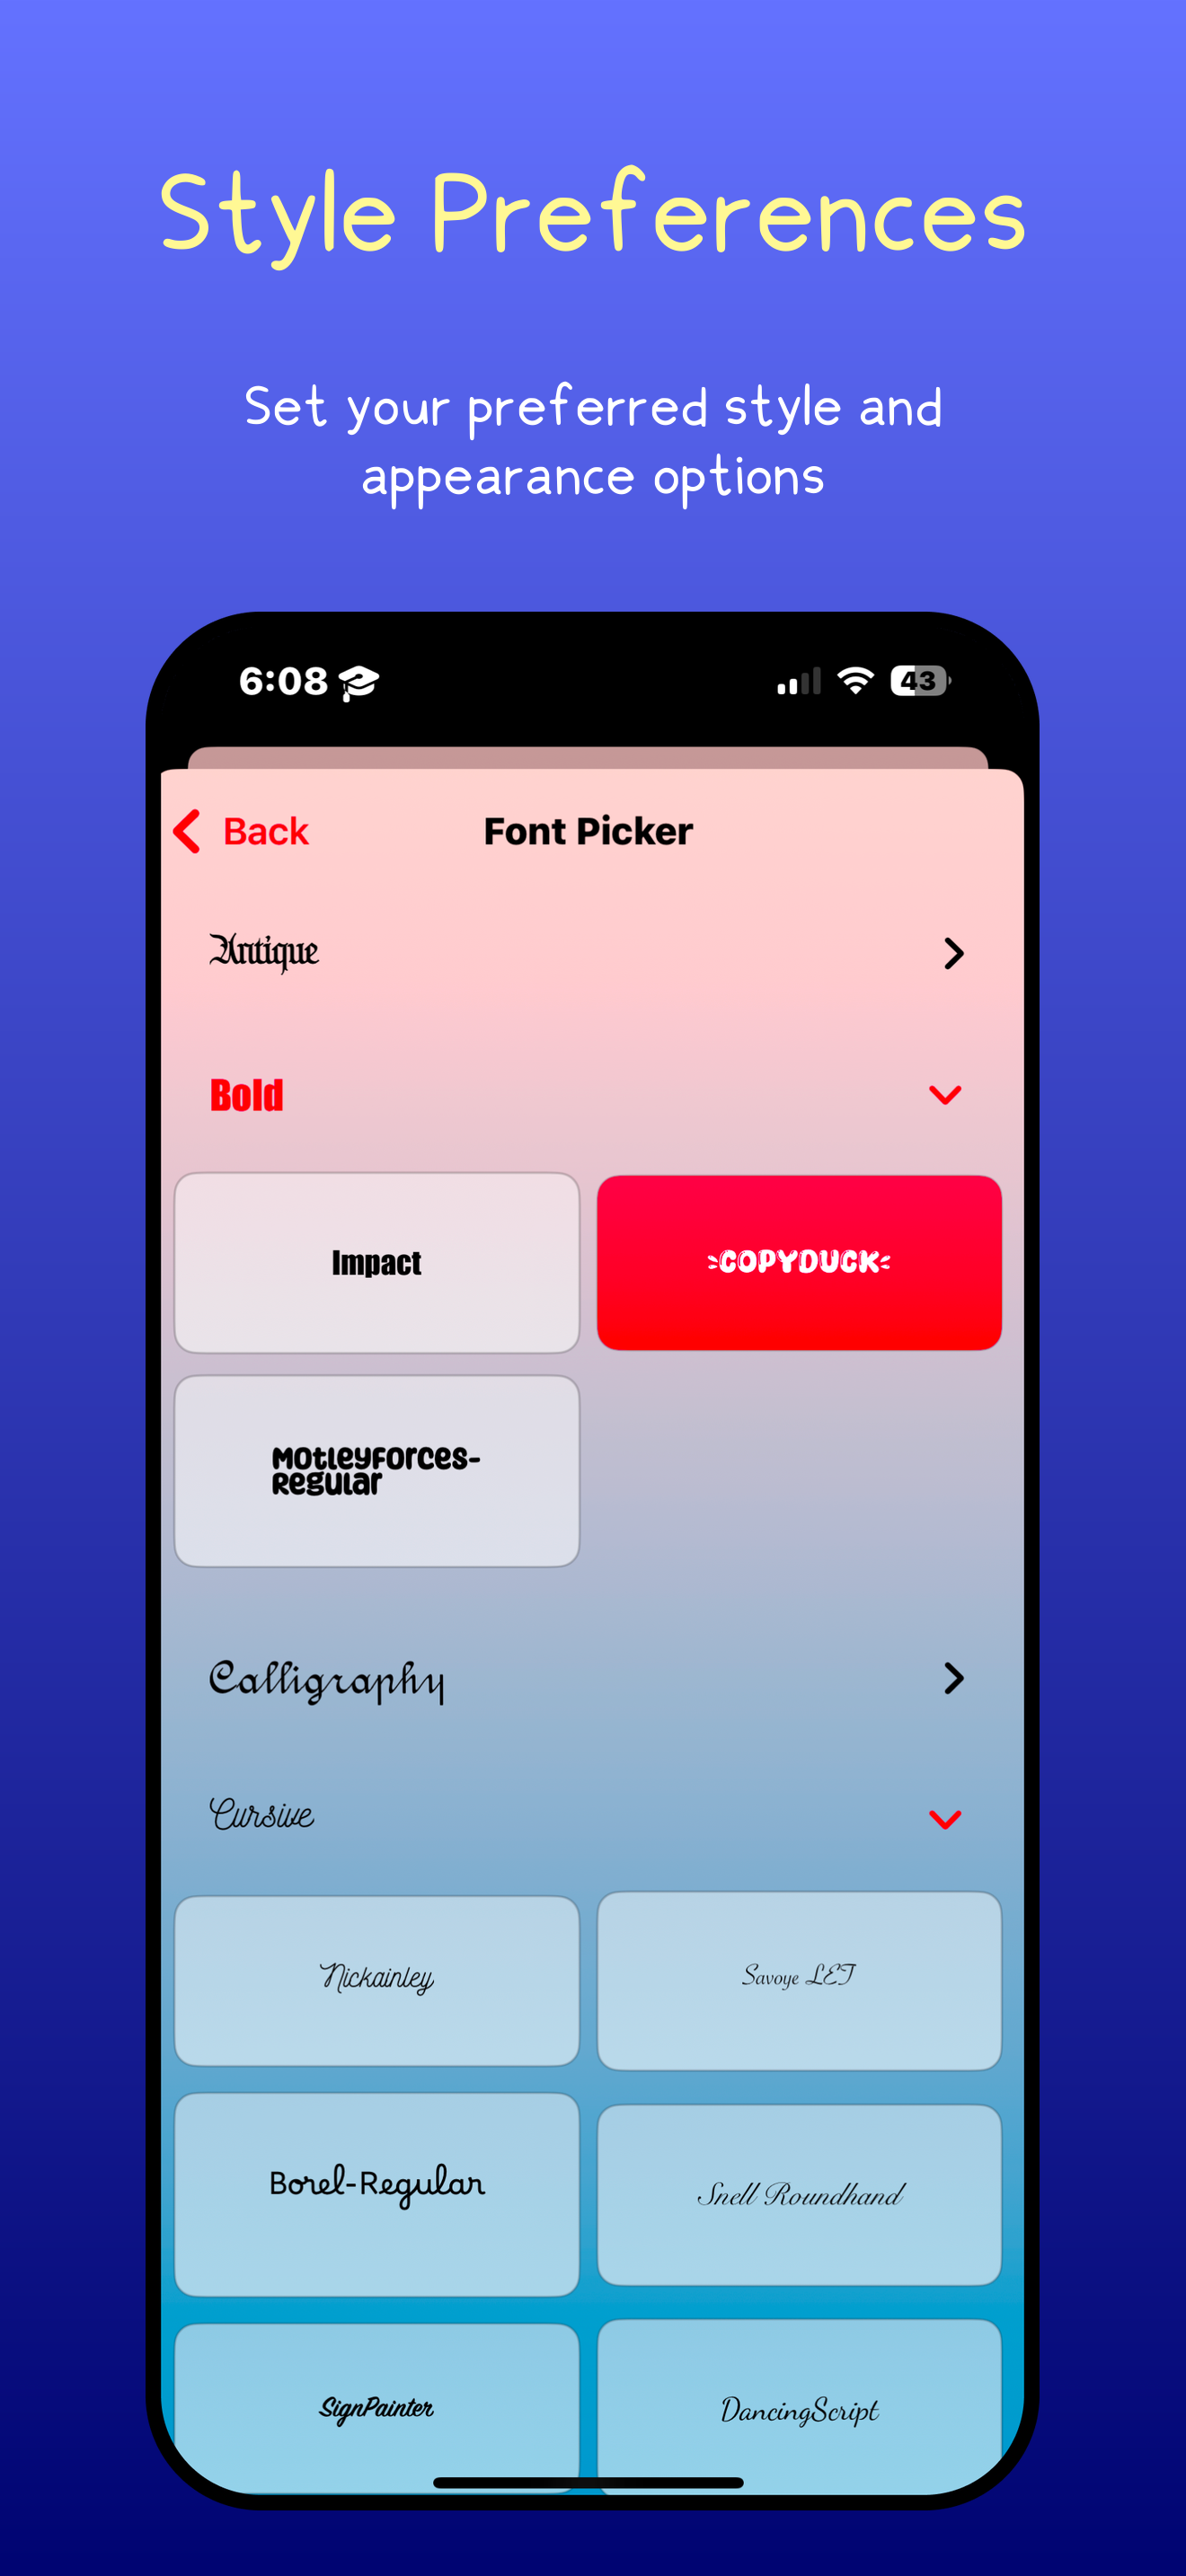 Style Preferences
Set your preferred style and
appearance options
6:08
43
Back
Font Picker
Antique
Bold
Impact
COPYDUCK
MotleyForces-
Regular
Calligraphy
Cursive
Nickainley
Savoye LET
Borel-Regular
Snell Roundhand
SignPainter
DancingScript